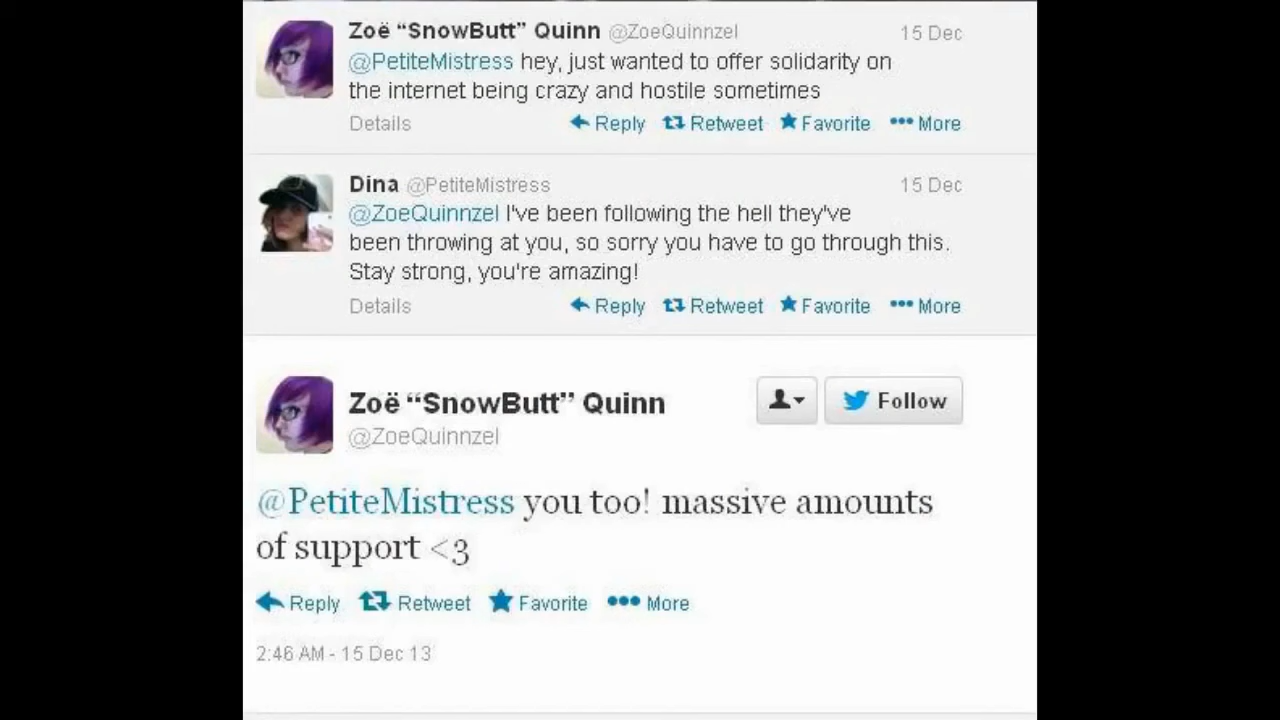 Zoë “SnowButt” Quinn @ZoeQuinnzel 15 Dec
@PetiteMistress hey, just wanted to offer solidarity on
the internet being crazy and hostile sometimes
Details Reply Retweet Favorite More
Dina @PetiteMistress 15 Dec
@ZoeQuinnzel I've been following the hell they've
been throwing at you, so sorry you have to go through this.
Stay strong, you're amazing!
Details Reply Retweet Favorite More
Zoë “SnowButt” Quinn Follow
@ZoeQuinnzel
@PetiteMistress you too! massive amounts
of support <3
Reply Retweet Favorite More
2:46 AM - 15 Dec 13